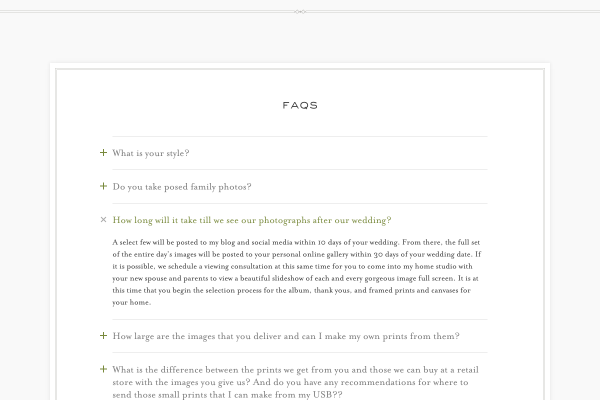 FAQS
+ What is your style?
+ Do you take posed family photos?
× How long will it take till we see our photographs after our wedding?
A select few will be posted to my blog and social media within 10 days of your wedding. From there, the full set
of the entire day's images will be posted to your personal online gallery within 30 days of your wedding date. If
it is possible, we schedule a viewing consultation at this same time for you to come into my home studio with
your new spouse and parents to view a beautiful slideshow of each and every gorgeous image full screen. It is at
this time that you begin the selection process for the album, thank yous, and framed prints and canvases for
your home.
+ How large are the images that you deliver and can I make my own prints from them?
+ What is the difference between the prints we get from you and those we can buy at a retail
store with the images you give us? And do you have any recommendations for where to
send those small prints that I can make from my USB??